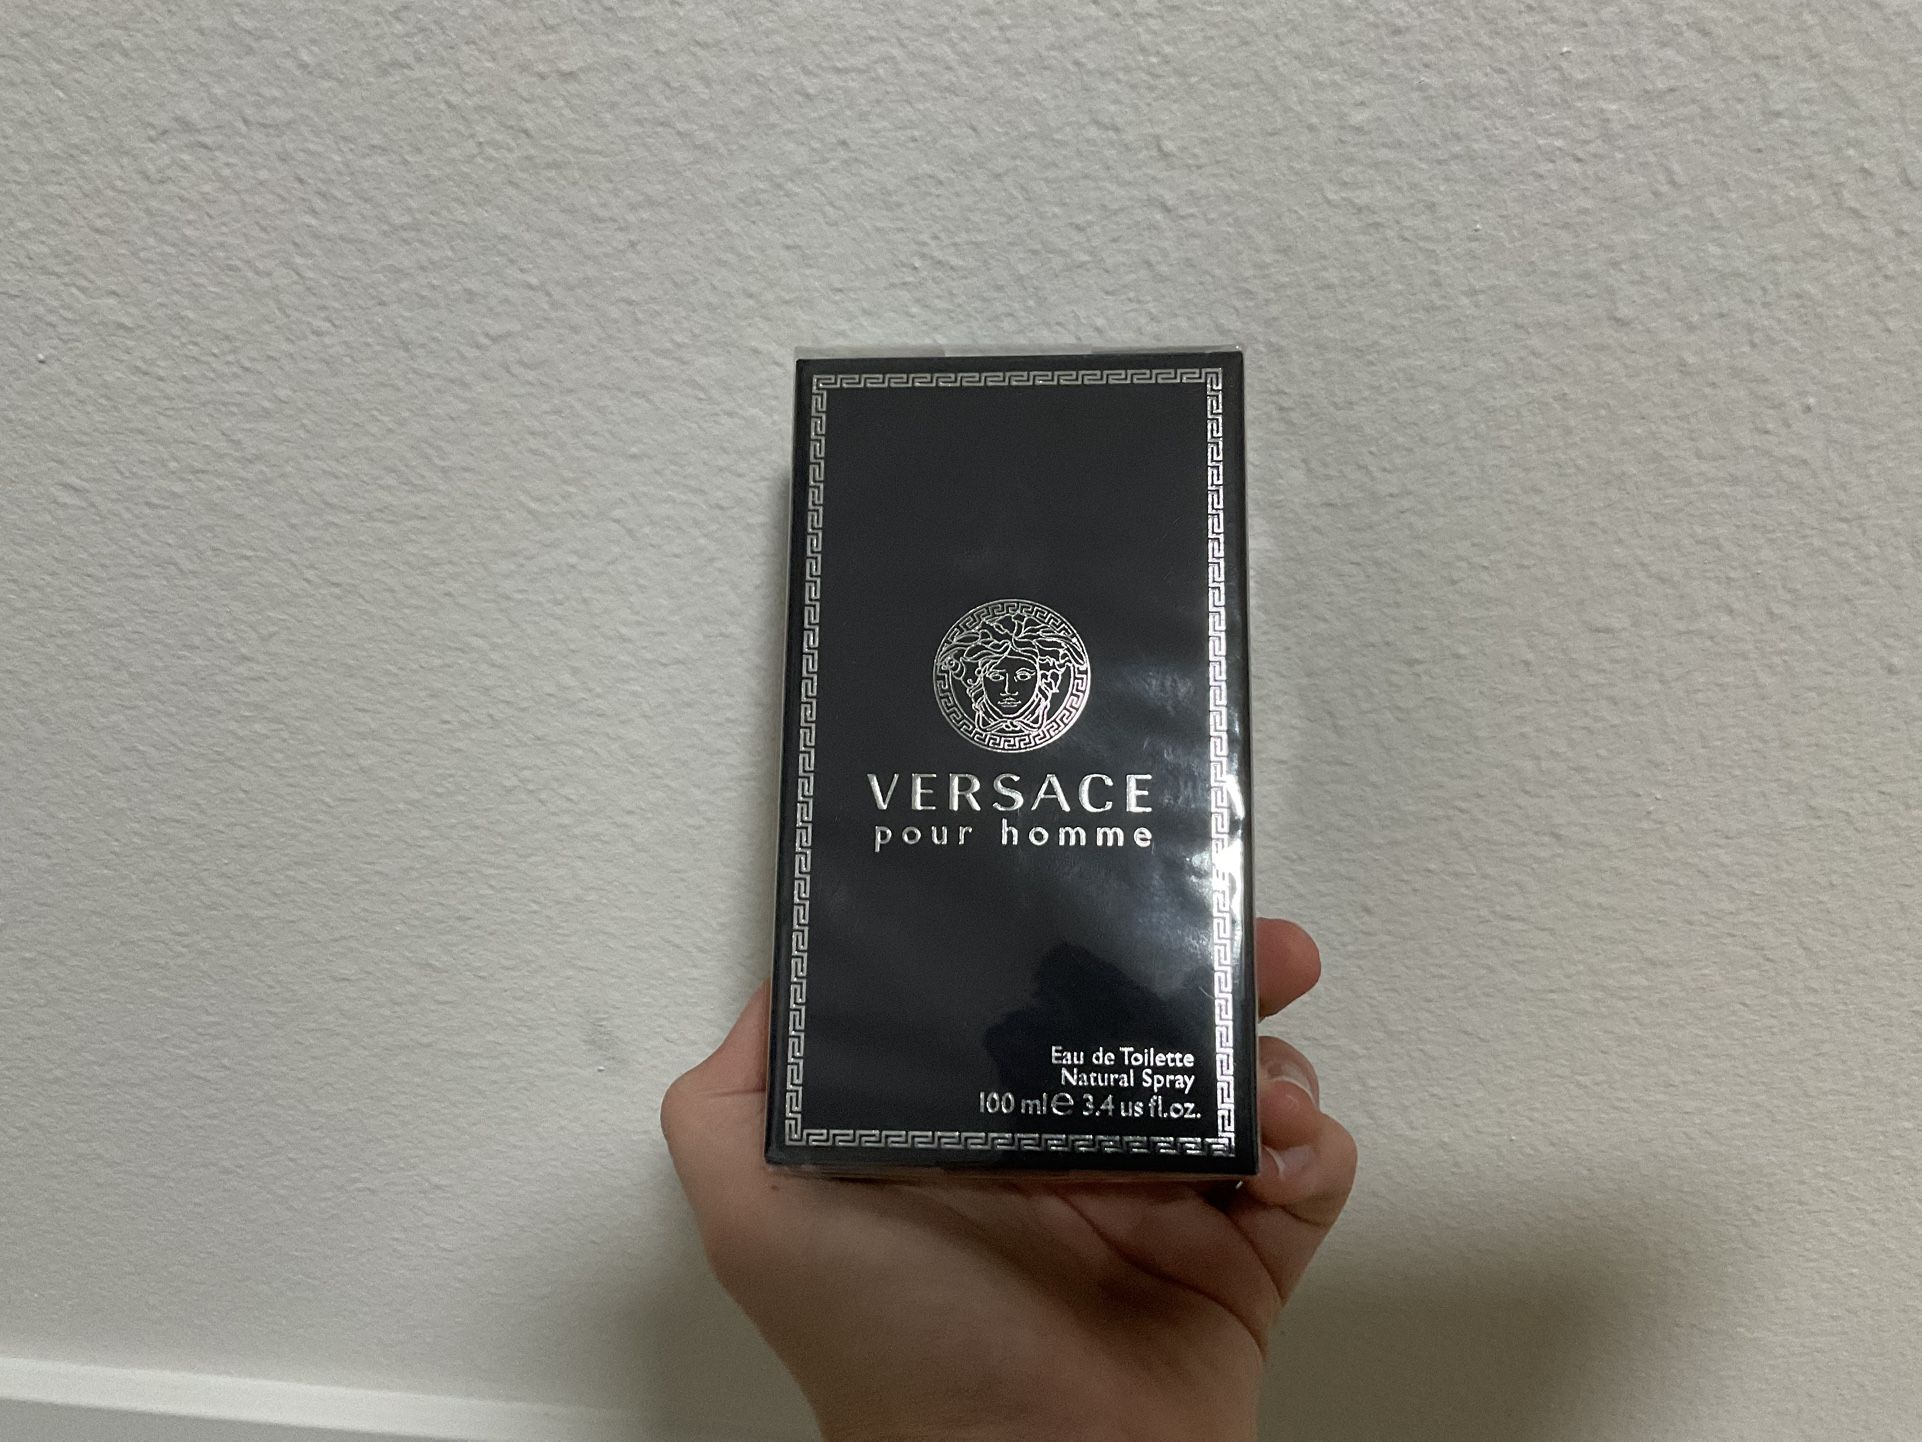 VERSACE
pour homme
Eau de Toilette
Natural Spray
100 ml ℮ 3.4 us fl.oz.